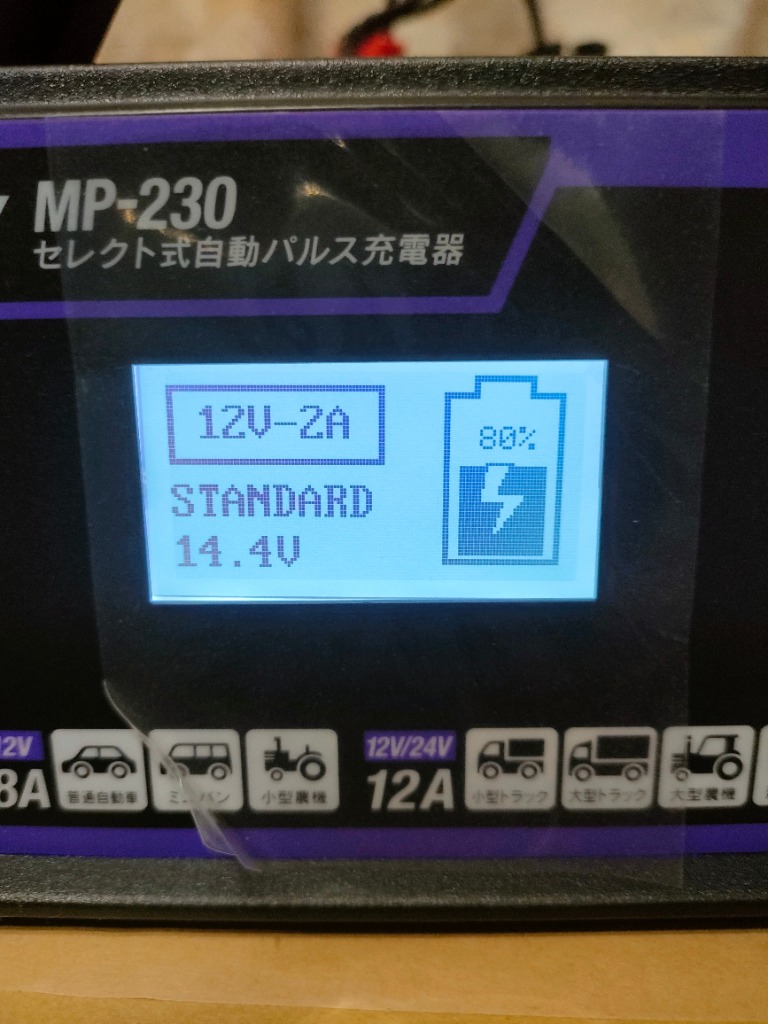 MP-230
セレクト式自動パルス充電器
12V-2A
80%
STANDARD
14.4V
12V
8A
普通自動車
ミニバン
小型農機
12V/24V
12A
小型トラック
大型トラック
大型農機